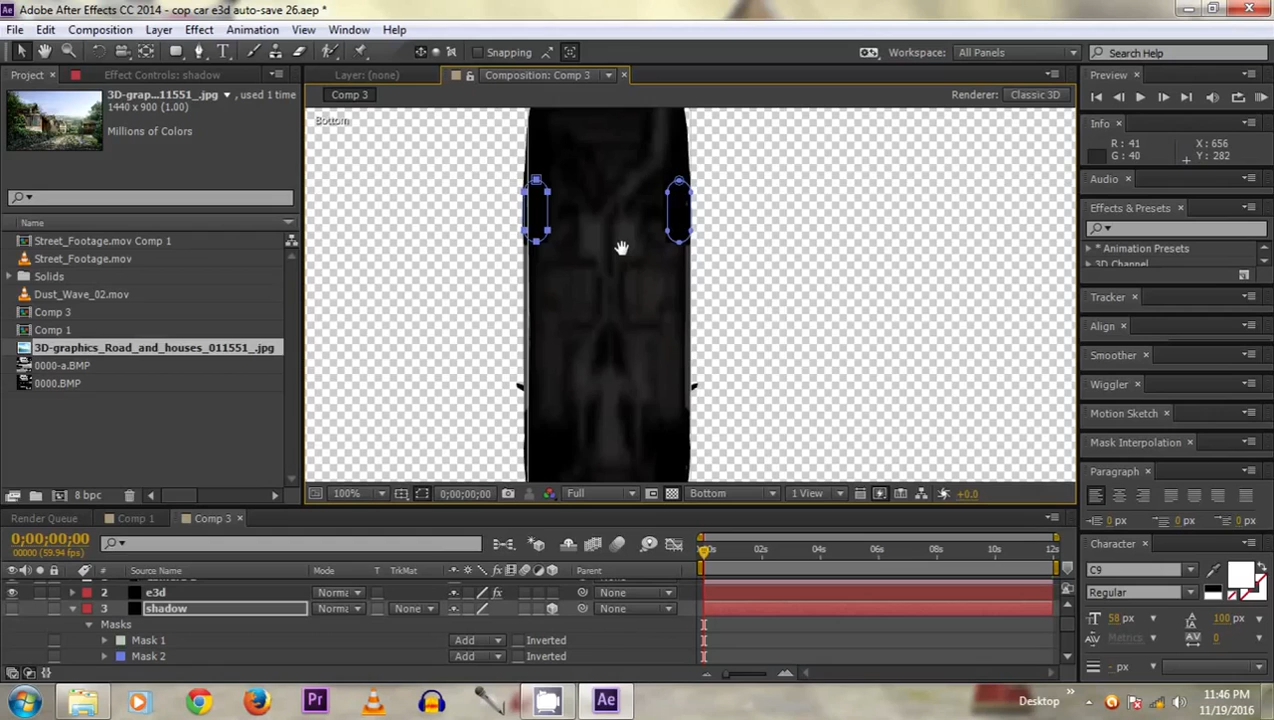 Adobe After Effects CC 2014 - cop car e3d auto-save 26.aep *
File Edit Composition Layer Effect Animation View Window Help
Snapping
Workspace: All Panels
Search Help
Project
Effect Controls: shadow
Layer: (none)
Composition: Comp 3
Preview
3D-grap...11551_.jpg , used 1 time
1440 x 900 (1.00)
Millions of Colors
Comp 3
Renderer: Classic 3D
Bottom
Info
R : 41
G : 40
X : 656
Y : 282
Audio
Effects & Presets
* Animation Presets
3D Channel
Tracker
Align
Smoother
Wiggler
Motion Sketch
Mask Interpolation
Paragraph
0 px 0 px 0 px
0 px 0 px
Character
C9
Regular
58 px 100 px
Metrics 0
- px
Name
Street_Footage.mov Comp 1
Street_Footage.mov
Solids
Dust_Wave_02.mov
Comp 3
Comp 1
3D-graphics_Road_and_houses_011551_.jpg
0000-a.BMP
0000.BMP
8 bpc
100% 0;00;00;00 Full Bottom 1 View +0.0
Render Queue Comp 1 Comp 3
0;00;00;00
00000 (59.94 fps)
02s 04s 06s 08s 10s 12s
# Source Name Mode T TrkMat Parent
2 e3d Norma None
3 shadow Norma None None
Masks
Mask 1 Add Inverted
Mask 2 Add Inverted
Desktop
11:46 PM
11/19/2016